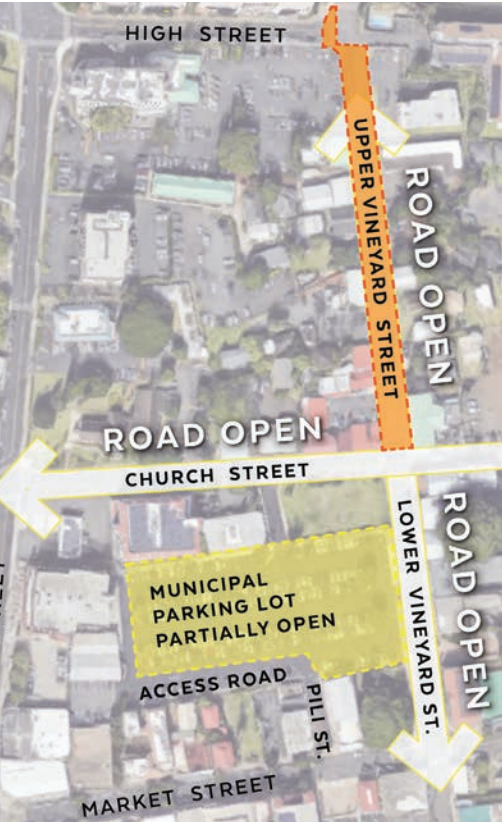 HIGH STREET
UPPER VINEYARD STREET
ROAD OPEN
ROAD OPEN
CHURCH STREET
LOWER VINEYARD ST.
ROAD OPEN
MUNICIPAL
PARKING LOT
PARTIALLY OPEN
ACCESS ROAD
PILI ST.
MARKET STREET